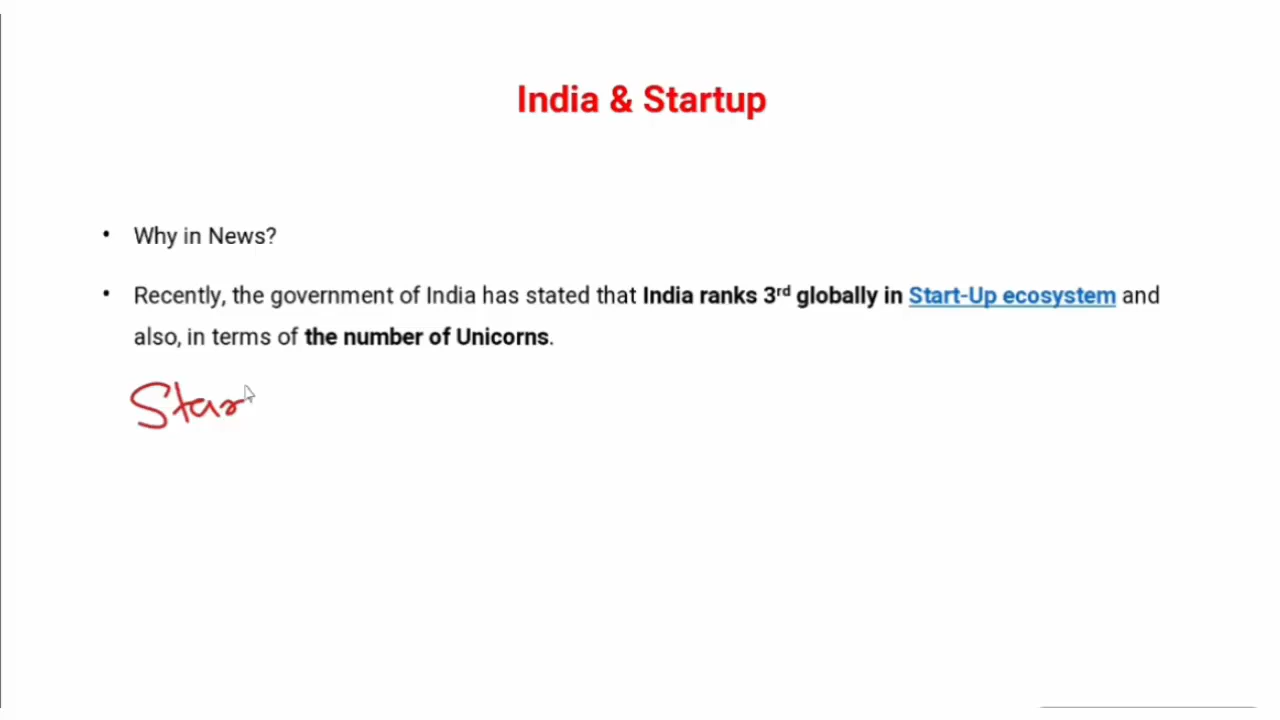 India & Startup
• Why in News?
• Recently, the government of India has stated that India ranks 3rd globally in Start-Up ecosystem and
also, in terms of the number of Unicorns.
Star